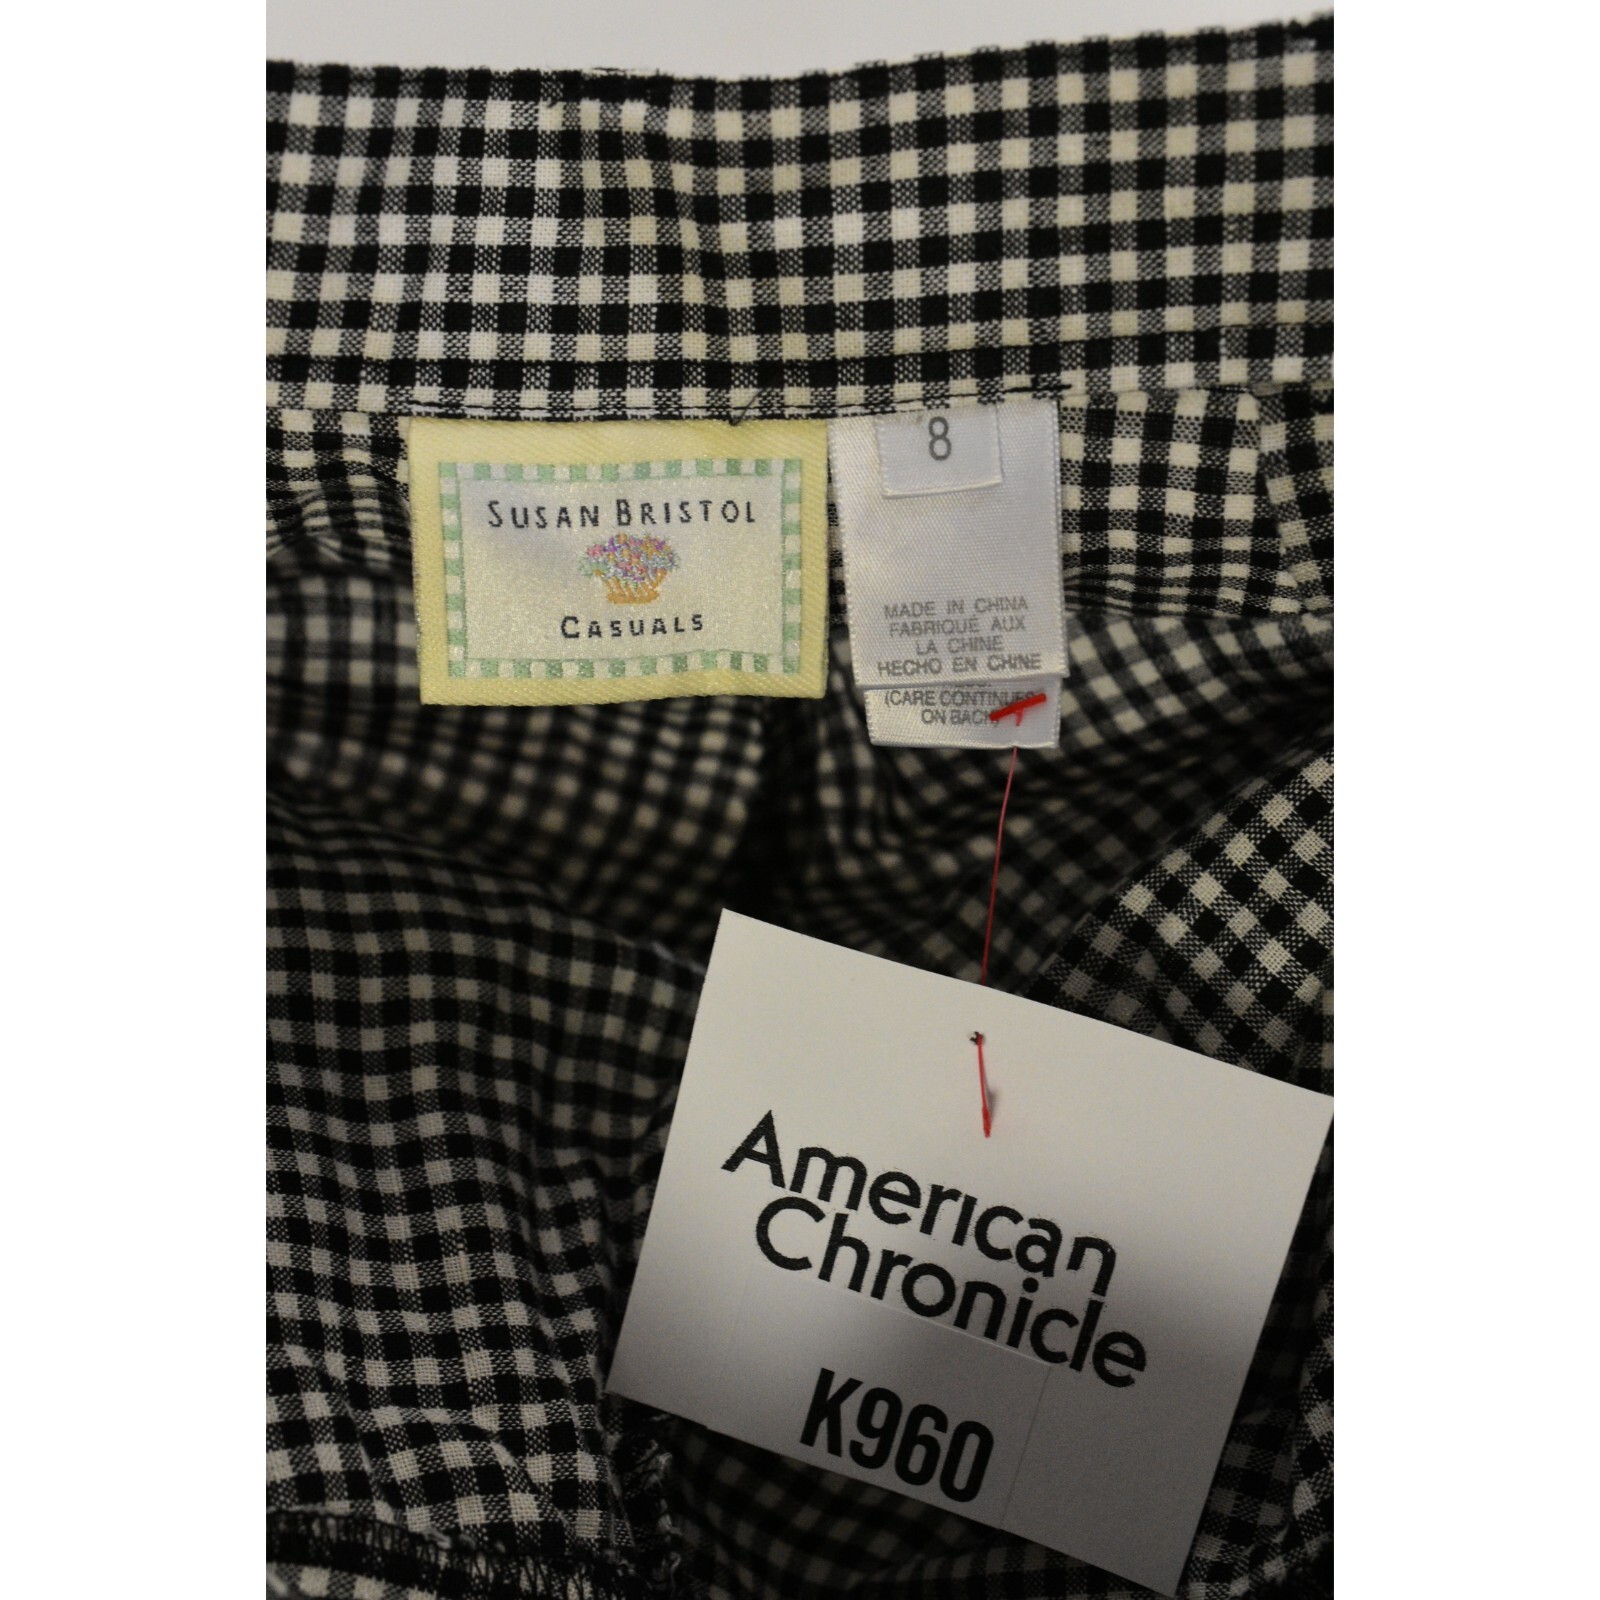 SUSAN BRISTOL
CASUALS
8
MADE IN CHINA
FABRIQUÉ AUX
LA CHINE
HECHO EN CHINE
(CARE CONTINUES
ON BACK)
American
Chronicle
K960